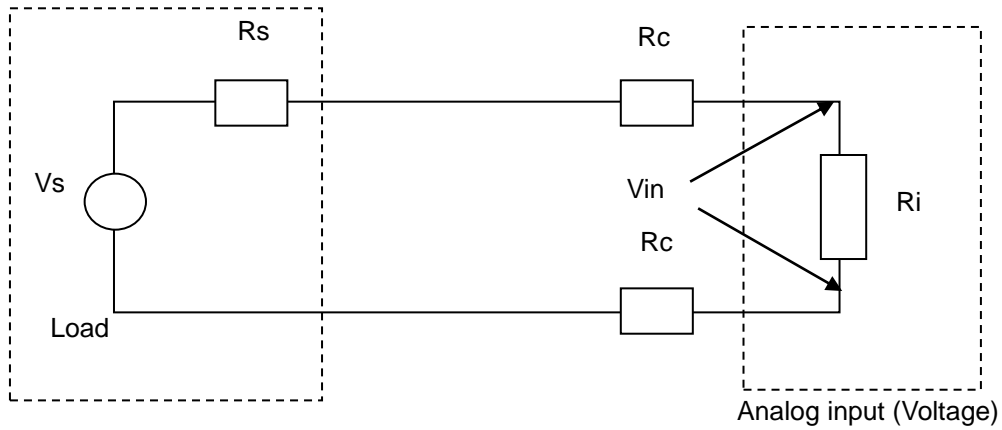 Rs
Rc
Vs
Vin
Ri
Rc
Load
Analog input (Voltage)